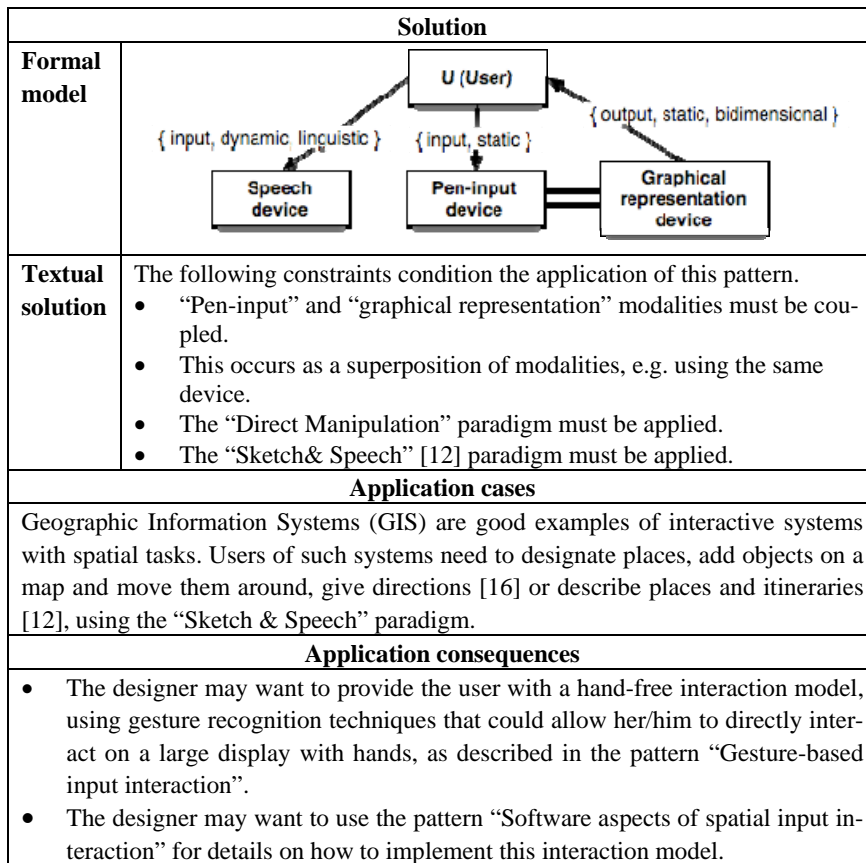 Solution
Formal
model
U (User)
{ input, dynamic, linguistic }
{ input, static }
{ output, static, bidimensional }
Speech
device
Pen-input
device
Graphical
representation
device
Textual
solution
The following constraints condition the application of this pattern.
• “Pen-input” and “graphical representation” modalities must be cou-
pled.
• This occurs as a superposition of modalities, e.g. using the same
device.
• The “Direct Manipulation” paradigm must be applied.
• The “Sketch& Speech” [12] paradigm must be applied.
Application cases
Geographic Information Systems (GIS) are good examples of interactive systems
with spatial tasks. Users of such systems need to designate places, add objects on a
map and move them around, give directions [16] or describe places and itineraries
[12], using the “Sketch & Speech” paradigm.
Application consequences
• The designer may want to provide the user with a hand-free interaction model,
using gesture recognition techniques that could allow her/him to directly inter-
act on a large display with hands, as described in the pattern “Gesture-based
input interaction”.
• The designer may want to use the pattern “Software aspects of spatial input in-
teraction” for details on how to implement this interaction model.